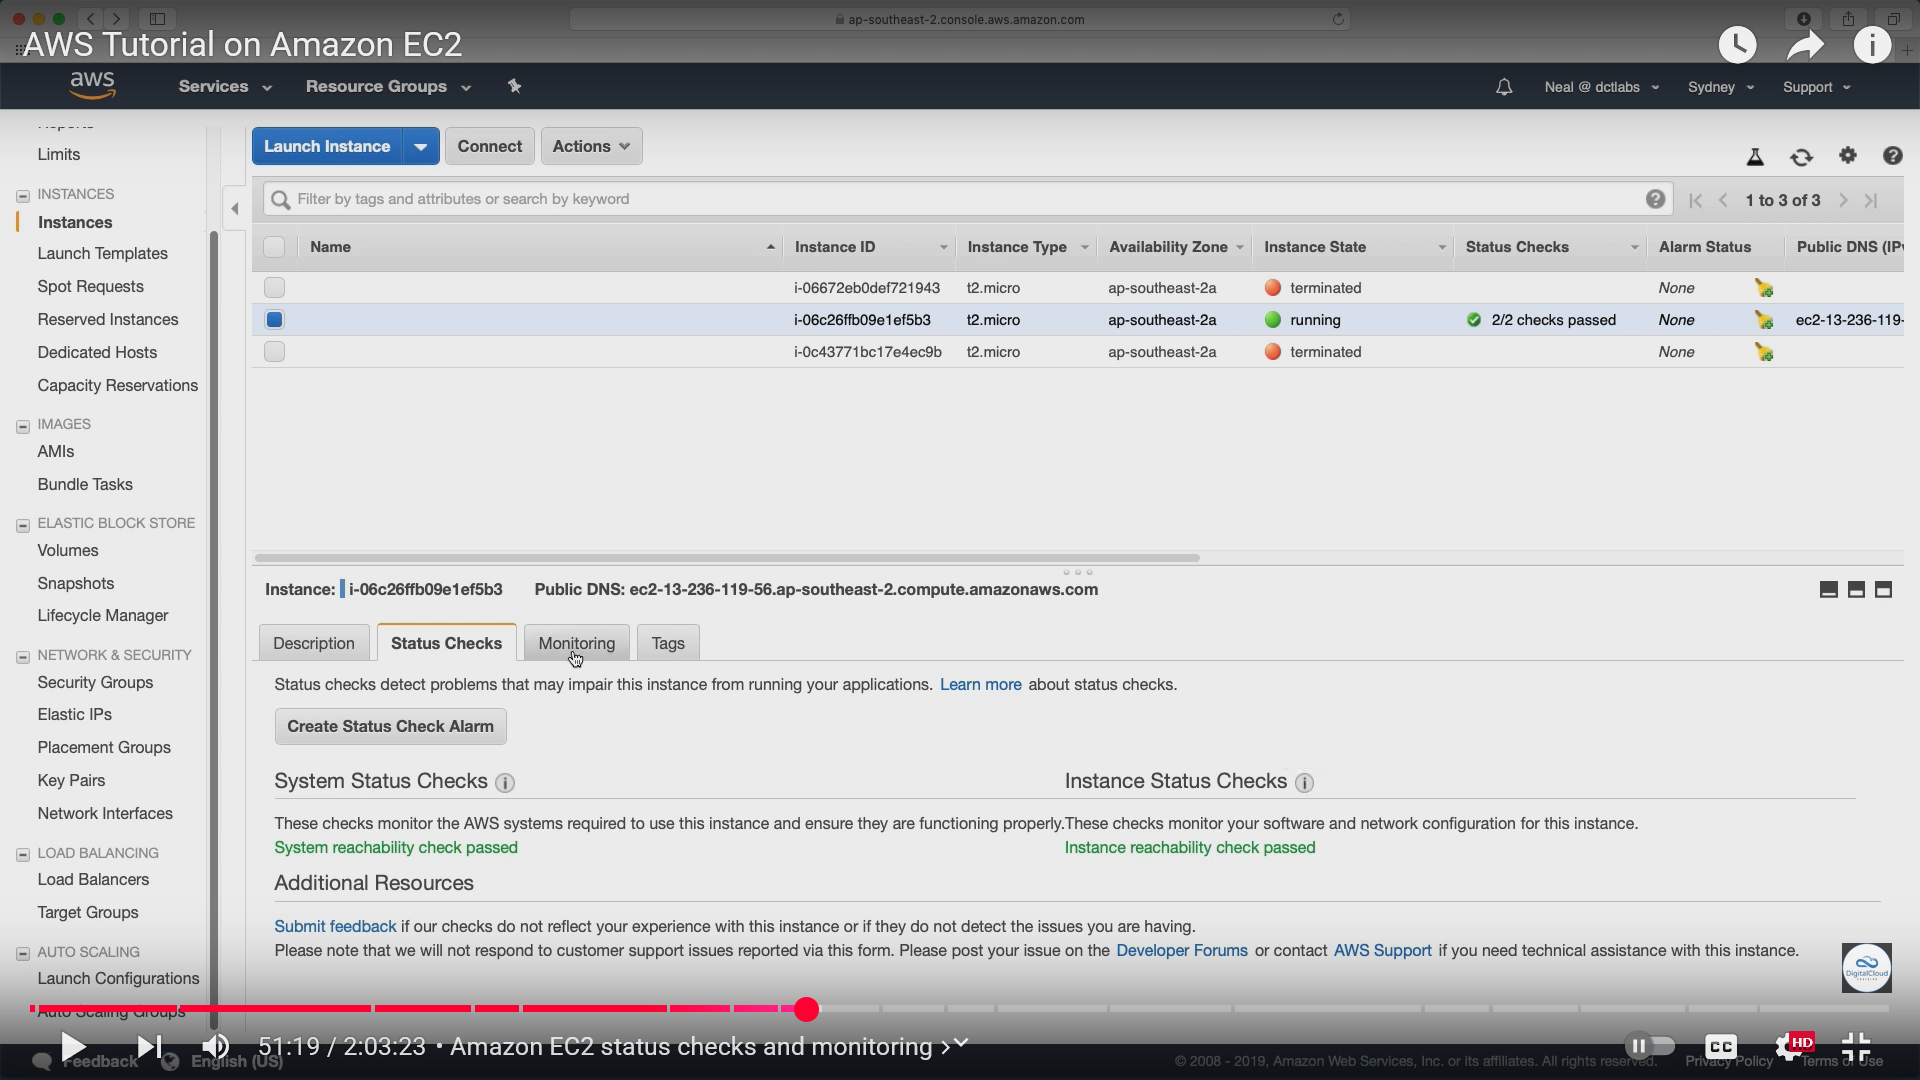 ap-southeast-2.console.aws.amazon.com
AWS Tutorial on Amazon EC2
aws
Services
Resource Groups
Neal @ dctlabs
Sydney
Support
Reports
Limits
INSTANCES
Instances
Launch Templates
Spot Requests
Reserved Instances
Dedicated Hosts
Capacity Reservations
IMAGES
AMIs
Bundle Tasks
ELASTIC BLOCK STORE
Volumes
Snapshots
Lifecycle Manager
NETWORK & SECURITY
Security Groups
Elastic IPs
Placement Groups
Key Pairs
Network Interfaces
LOAD BALANCING
Load Balancers
Target Groups
AUTO SCALING
Launch Configurations
Auto Scaling Groups
Launch Instance
Connect
Actions
Filter by tags and attributes or search by keyword
1 to 3 of 3
Name Instance ID Instance Type Availability Zone Instance State Status Checks Alarm Status Public DNS (IPv
i-06672eb0def721943 t2.micro ap-southeast-2a terminated None
i-06c26ffb09e1ef5b3 t2.micro ap-southeast-2a running 2/2 checks passed None ec2-13-236-119-
i-0c43771bc17e4ec9b t2.micro ap-southeast-2a terminated None
Instance: i-06c26ffb09e1ef5b3 Public DNS: ec2-13-236-119-56.ap-southeast-2.compute.amazonaws.com
Description
Status Checks
Monitoring
Tags
Status checks detect problems that may impair this instance from running your applications. Learn more about status checks.
Create Status Check Alarm
System Status Checks
These checks monitor the AWS systems required to use this instance and ensure they are functioning properly.
System reachability check passed
Instance Status Checks
These checks monitor your software and network configuration for this instance.
Instance reachability check passed
Additional Resources
Submit feedback if our checks do not reflect your experience with this instance or if they do not detect the issues you are having.
Please note that we will not respond to customer support issues reported via this form. Please post your issue on the Developer Forums or contact AWS Support if you need technical assistance with this instance.
DigitalCloud
51:19 / 2:03:23 • Amazon EC2 status checks and monitoring
CC
HD
Feedback
English (US)
© 2008 - 2019, Amazon Web Services, Inc. or its affiliates. All rights reserved.
Privacy Policy
Terms of Use